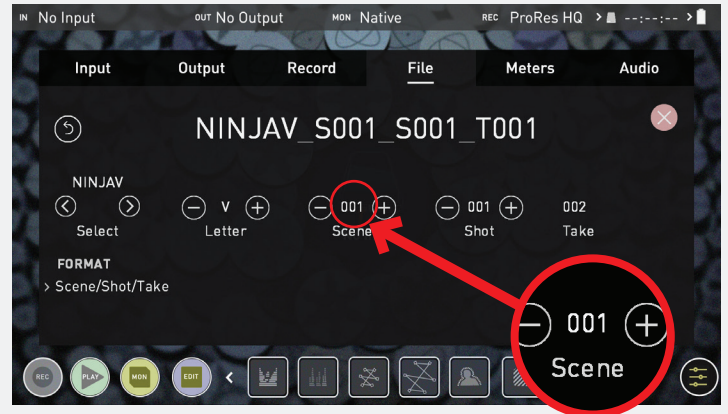 IN No Input OUT No Output MON Native REC ProRes HQ > --:--:-- >
Input Output Record File Meters Audio
NINJAV_S001_S001_T001
NINJAV
V 001 001 002
Select Letter Scene Shot Take
FORMAT
> Scene/Shot/Take
001
Scene
REC PLAY MON EDIT